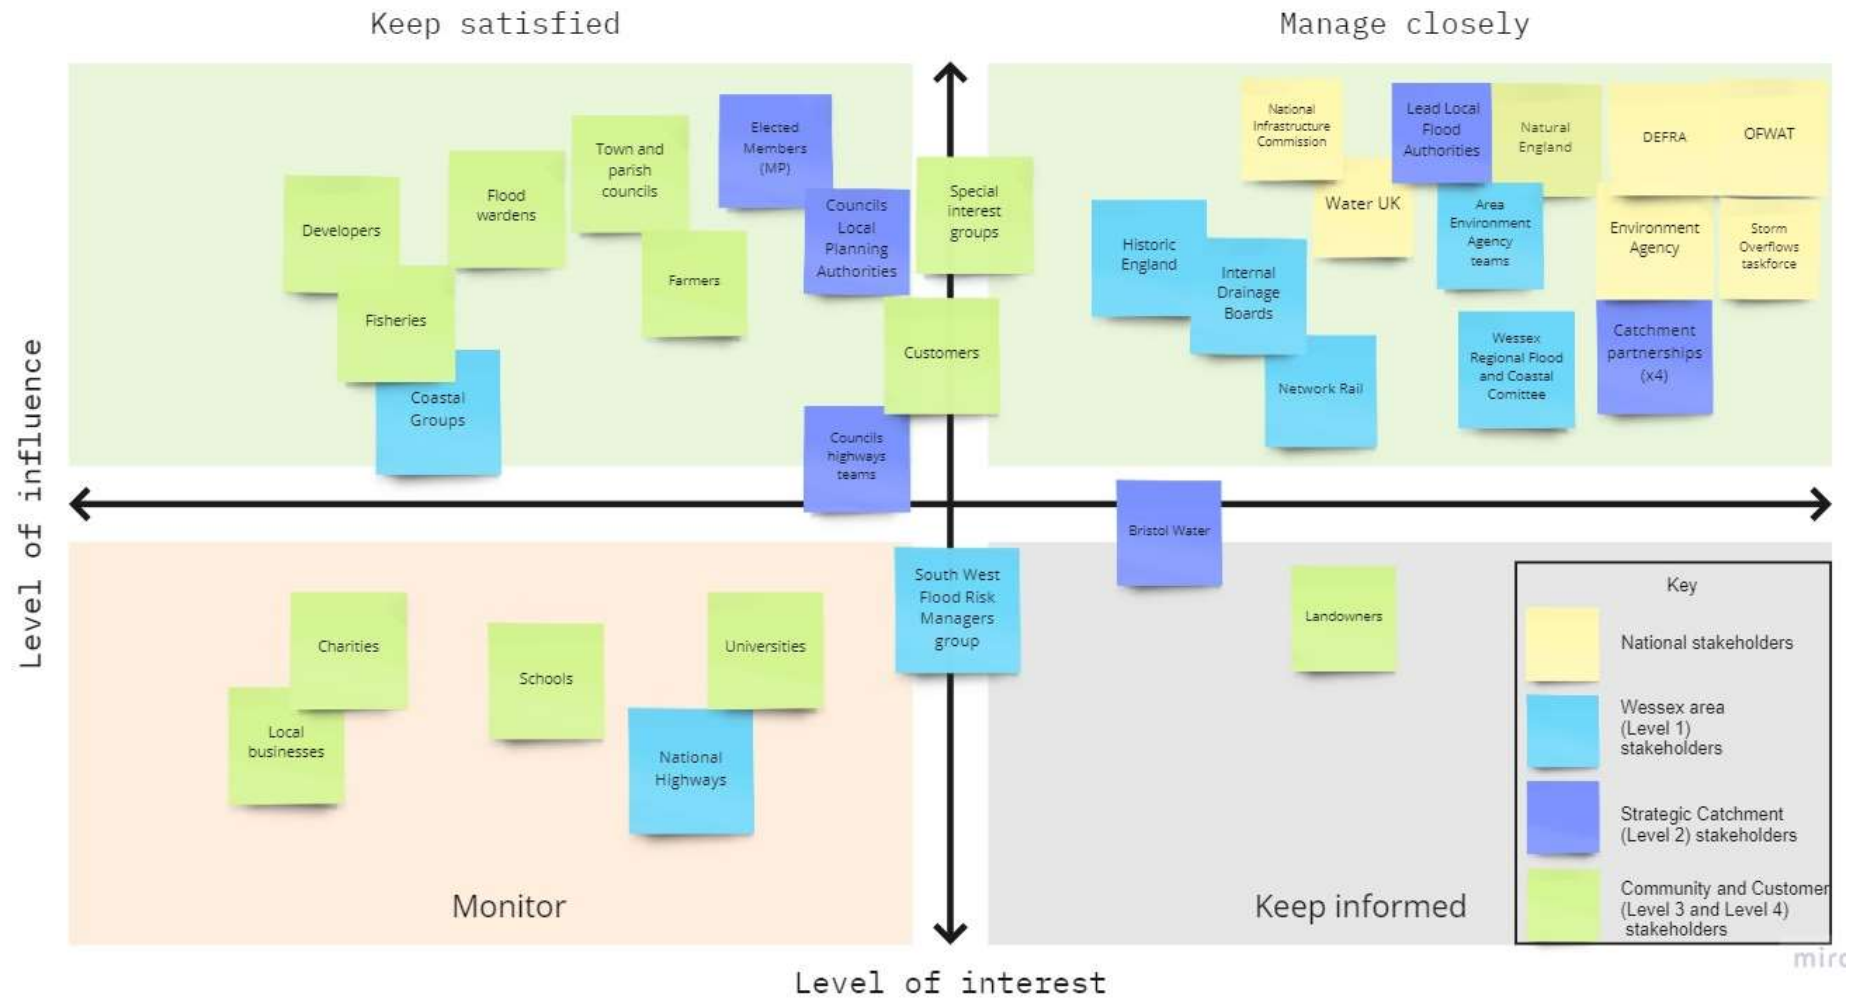 Keep satisfied
Manage closely
Level of influence
Elected
Members
(MP)
Town and
parish
councils
Flood
wardens
Developers
Fisheries
Coastal
Groups
Farmers
Councils
Local
Planning
Authorities
Special
interest
groups
Customers
Councils
highways
teams
National
Infrastructure
Commission
Lead Local
Flood
Authorities
Natural
England
DEFRA
OFWAT
Water UK
Area
Environment
Agency
teams
Environment
Agency
Storm
Overflows
taskforce
Historic
England
Internal
Drainage
Boards
Network Rail
Wessex
Regional Flood
and Coastal
Comittee
Catchment
partnerships
(x4)
Bristol Water
South West
Flood Risk
Managers
group
Landowners
Charities
Local
businesses
Schools
Universities
National
Highways
Monitor
Keep informed
Key
National stakeholders
Wessex area
(Level 1)
stakeholders
Strategic Catchment
(Level 2) stakeholders
Community and Customer
(Level 3 and Level 4)
stakeholders
Level of interest